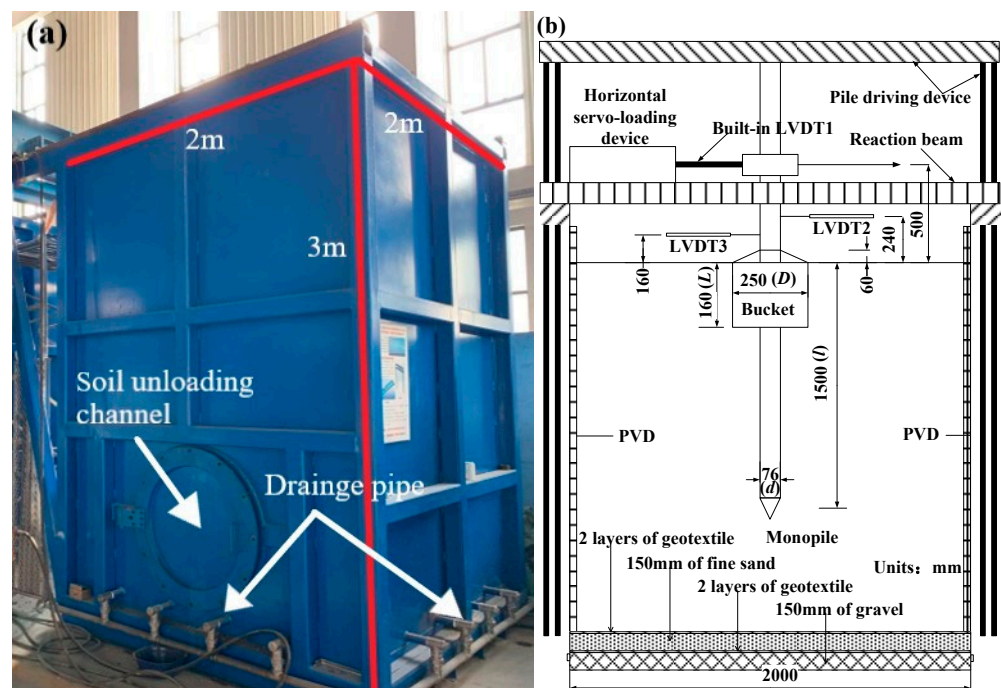 (a)
2m
2m
3m
Soil unloading
channel
Drainge pipe
(b)
Pile driving device
Horizontal
servo-loading
device
Built-in LVDT1
Reaction beam
LVDT2
LVDT3
240
500
160
60
250 (D)
160 (L)
Bucket
1500 (l)
PVD
PVD
76
(d)
Monopile
2 layers of geotextile
150mm of fine sand
Units: mm
2 layers of geotextile
150mm of gravel
2000